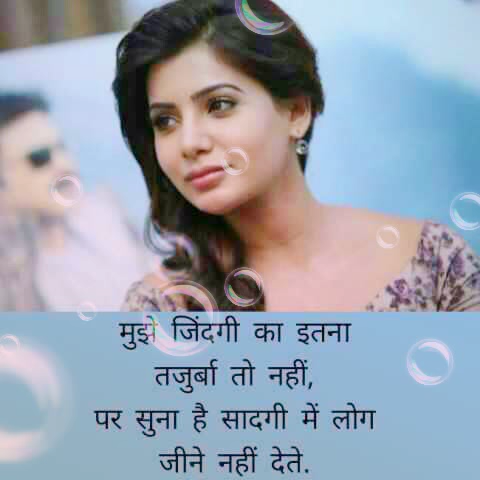 मुझे जिंदगी का इतना
तजुर्बा तो नहीं,
पर सुना है सादगी में लोग
जीने नहीं देते.